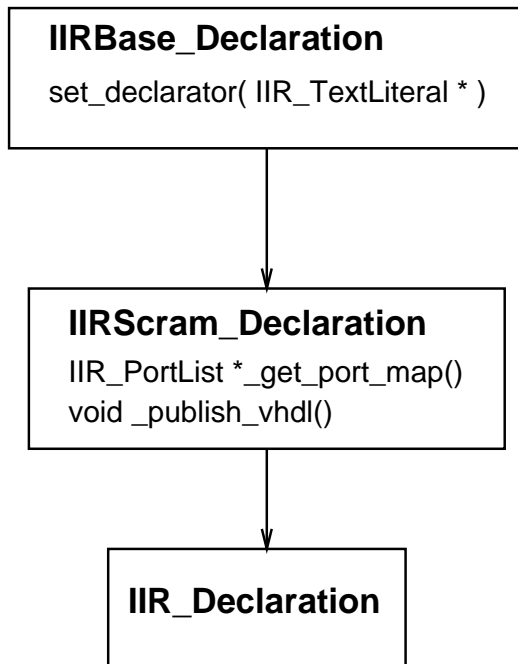 IIRBase_Declaration
set_declarator( IIR_TextLiteral * )
IIRScram_Declaration
IIR_PortList *_get_port_map()
void _publish_vhdl()
IIR_Declaration